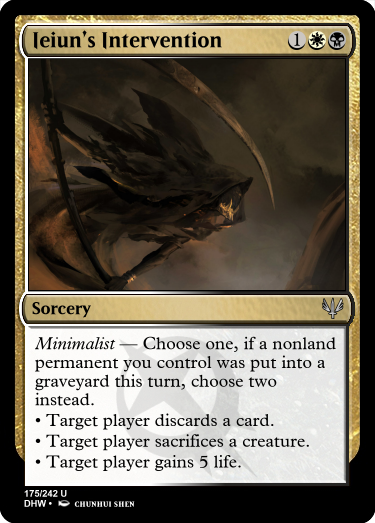 Jejun's Intervention 1
Sorcery
Minimalist — Choose one, if a nonland
permanent you control was put into a
graveyard this turn, choose two
instead.
• Target player discards a card.
• Target player sacrifices a creature.
• Target player gains 5 life.
175/242 U
DHW • CHUNHUI SHEN